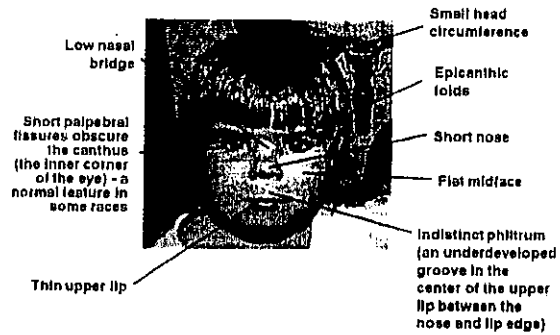 Small head
circumference
Low nasal
bridge
Epicanthic
folds
Short palpebral
fissures obscure
the canthus
(the inner corner
of the eye) - a
normal feature in
some races
Short nose
Flat midface
Indistinct philtrum
(an underdeveloped
groove in the
center of the upper
lip between the
nose and lip edge)
Thin upper lip